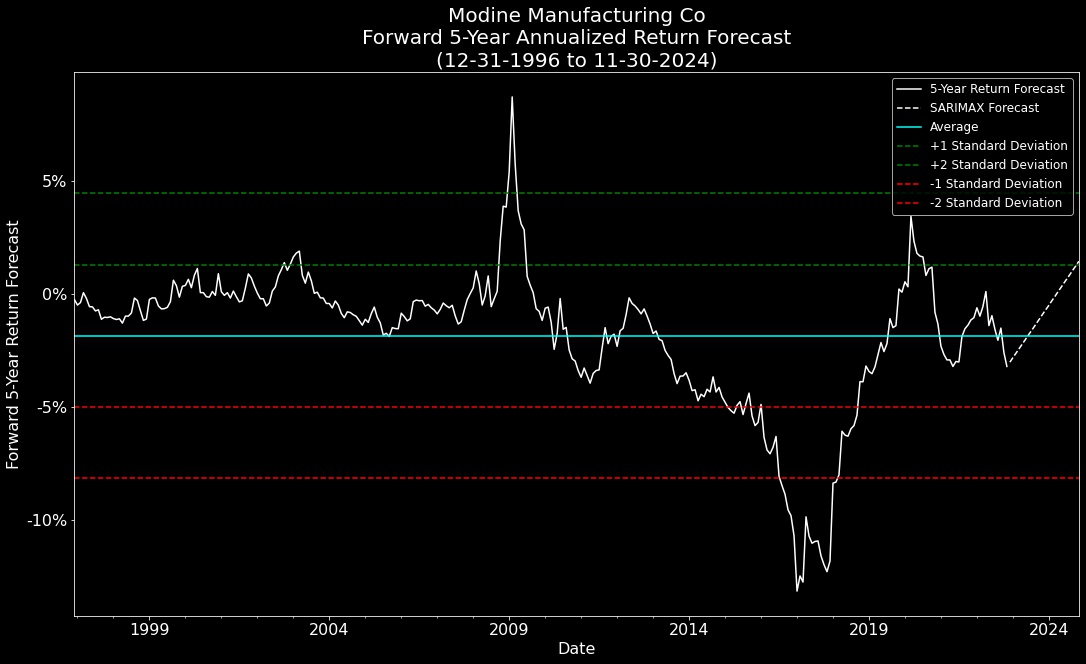 Modine Manufacturing Co
Forward 5-Year Annualized Return Forecast
(12-31-1996 to 11-30-2024)
5-Year Return Forecast
SARIMAX Forecast
Average
+1 Standard Deviation
+2 Standard Deviation
-1 Standard Deviation
-2 Standard Deviation
Forward 5-Year Return Forecast
5%
0%
-5%
-10%
1999
2004
2009
2014
2019
2024
Date